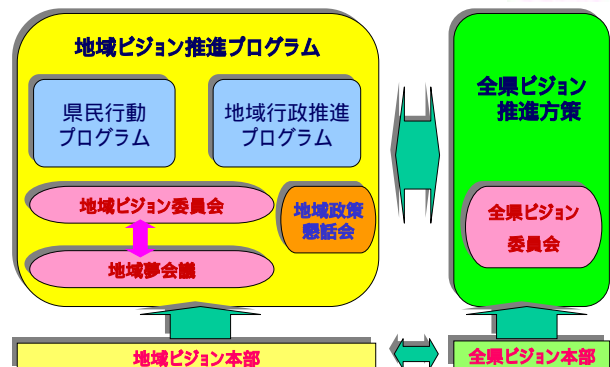 地域ビジョン推進プログラム
県民行動
プログラム
地域行政推進
プログラム
地域ビジョン委員会
地域政策
懇話会
地域夢会議
地域ビジョン本部
全県ビジョン
推進方策
全県ビジョン
委員会
全県ビジョン本部